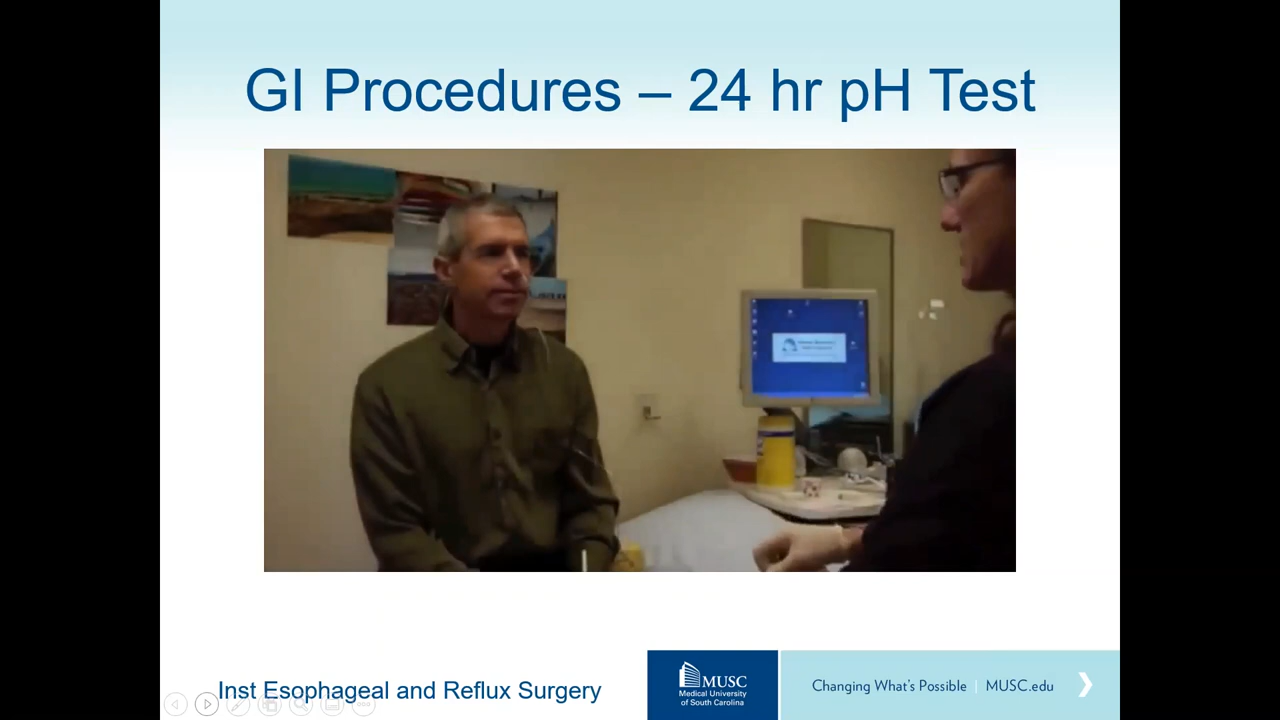 GI Procedures – 24 hr pH Test
Inst Esophageal and Reflux Surgery
MUSC
Medical University
of South Carolina
Changing What's Possible | MUSC.edu